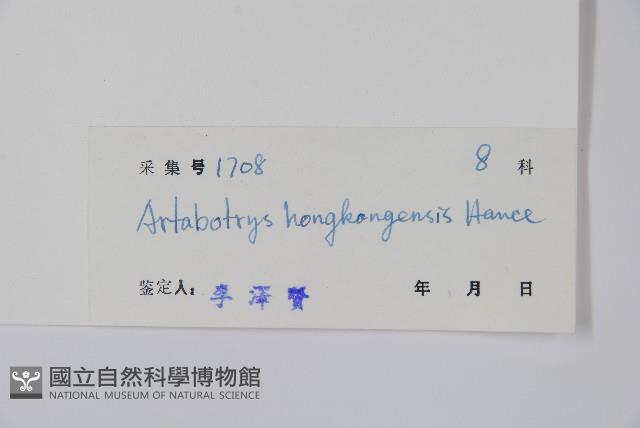 采集号 1708 8 科
Artabotrys hongkongensis Hance
鉴定人: 李泽贤 年 月 日
國立自然科學博物館
NATIONAL MUSEUM OF NATURAL SCIENCE